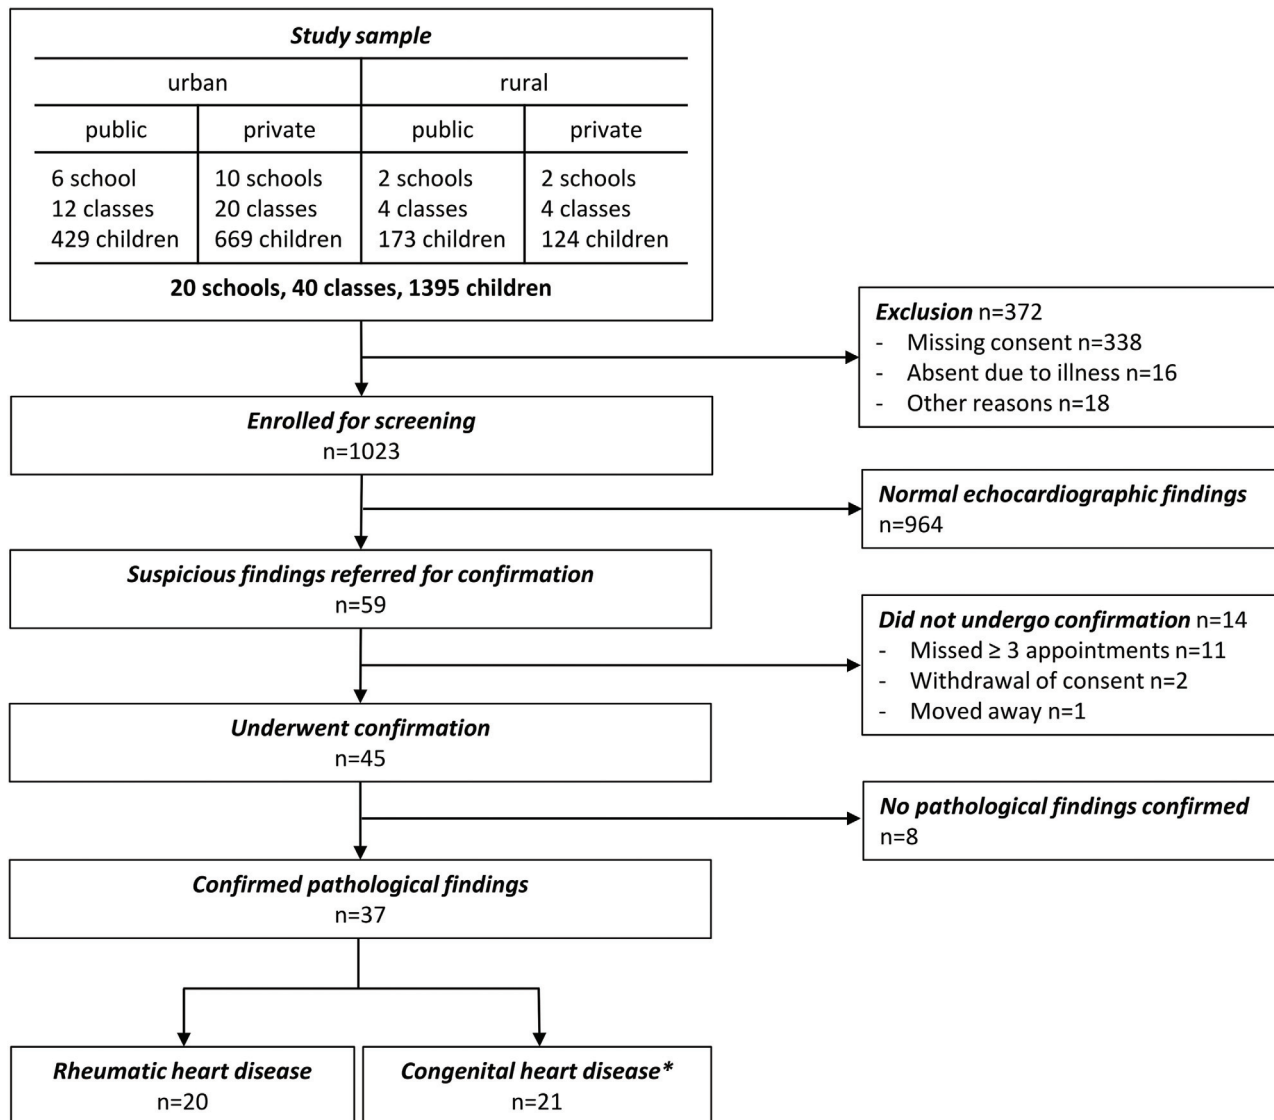 Study sample
urban rural
public private public private
6 school 10 schools 2 schools 2 schools
12 classes 20 classes 4 classes 4 classes
429 children 669 children 173 children 124 children
20 schools, 40 classes, 1395 children
Exclusion n=372
- Missing consent n=338
- Absent due to illness n=16
- Other reasons n=18
Enrolled for screening
n=1023
Normal echocardiographic findings
n=964
Suspicious findings referred for confirmation
n=59
Did not undergo confirmation n=14
- Missed ≥ 3 appointments n=11
- Withdrawal of consent n=2
- Moved away n=1
Underwent confirmation
n=45
No pathological findings confirmed
n=8
Confirmed pathological findings
n=37
Rheumatic heart disease
n=20
Congenital heart disease*
n=21